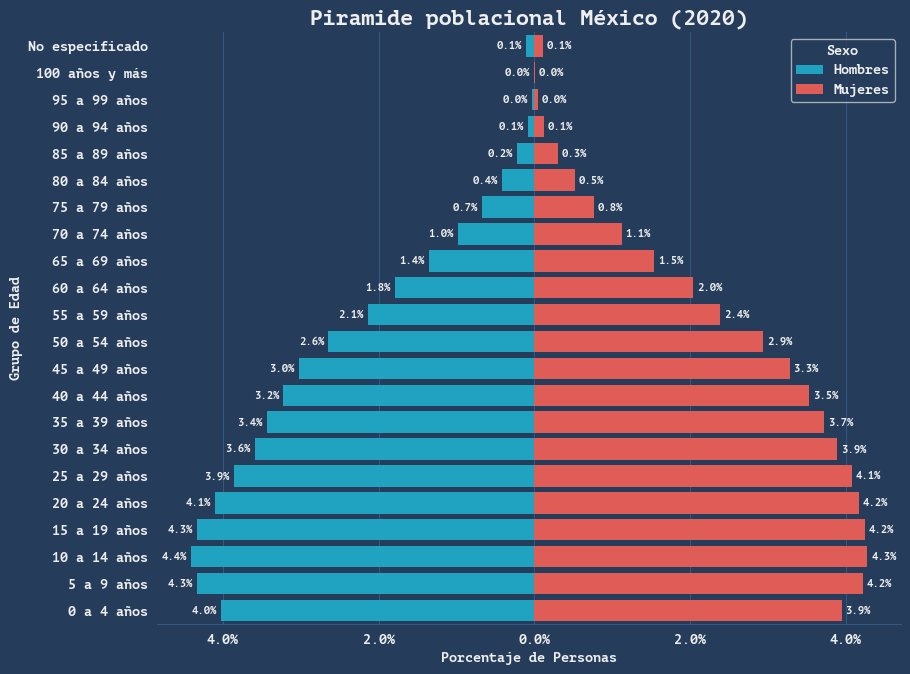 Piramide poblacional México (2020)
No especificado 0.1% 0.1%
100 años y más 0.0% 0.0%
95 a 99 años 0.0% 0.0%
90 a 94 años 0.1% 0.1%
85 a 89 años 0.2% 0.3%
80 a 84 años 0.4% 0.5%
75 a 79 años 0.7% 0.8%
70 a 74 años 1.0% 1.1%
65 a 69 años 1.4% 1.5%
60 a 64 años 1.8% 2.0%
55 a 59 años 2.1% 2.4%
50 a 54 años 2.6% 2.9%
45 a 49 años 3.0% 3.3%
40 a 44 años 3.2% 3.5%
35 a 39 años 3.4% 3.7%
30 a 34 años 3.6% 3.9%
25 a 29 años 3.9% 4.1%
20 a 24 años 4.1% 4.2%
15 a 19 años 4.3% 4.2%
10 a 14 años 4.4% 4.3%
5 a 9 años 4.3% 4.2%
0 a 4 años 4.0% 3.9%
4.0% 2.0% 0.0% 2.0% 4.0%
Porcentaje de Personas
Grupo de Edad
Sexo
Hombres
Mujeres